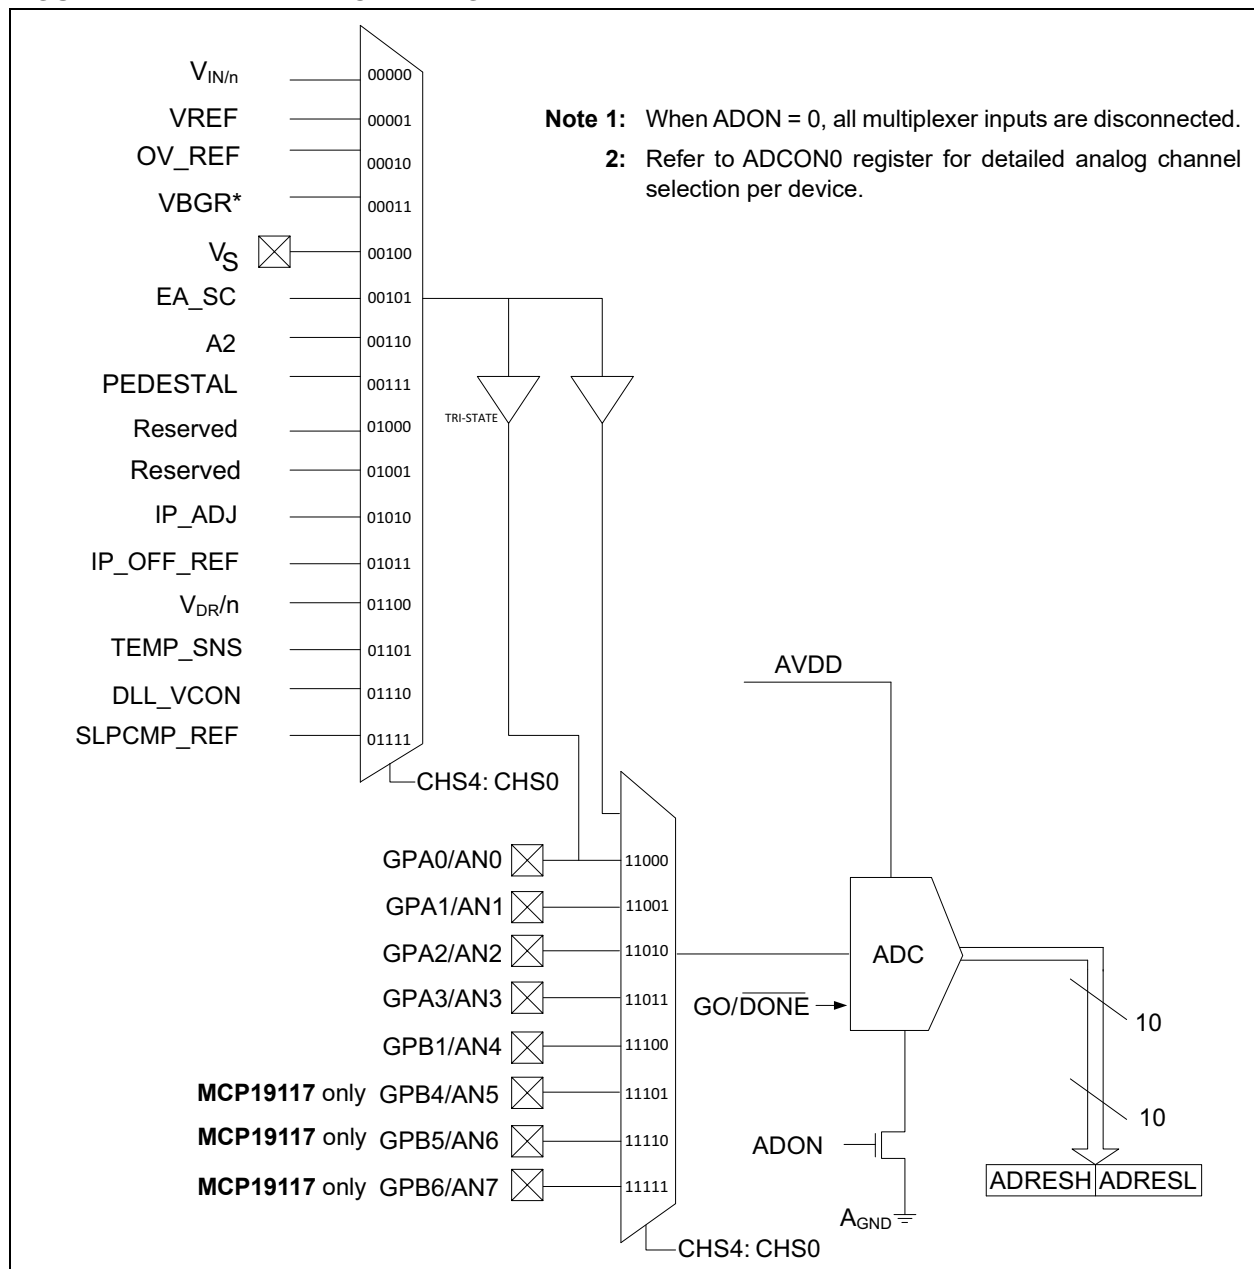 V_IN/n 00000
VREF 00001
OV_REF 00010
VBGR* 00011
V_S 00100
EA_SC 00101
A2 00110
PEDESTAL 00111
Reserved 01000
Reserved 01001
IP_ADJ 01010
IP_OFF_REF 01011
V_DR/n 01100
TEMP_SNS 01101
DLL_VCON 01110
SLPCMP_REF 01111
CHS4: CHS0
Note 1: When ADON = 0, all multiplexer inputs are disconnected.
2: Refer to ADCON0 register for detailed analog channel
selection per device.
TRI-STATE
GPA0/AN0 11000
GPA1/AN1 11001
GPA2/AN2 11010
GPA3/AN3 11011
GPB1/AN4 11100
MCP19117 only GPB4/AN5 11101
MCP19117 only GPB5/AN6 11110
MCP19117 only GPB6/AN7 11111
CHS4: CHS0
AVDD
ADC
GO/DONE
10
10
ADON
A_GND
ADRESH ADRESL